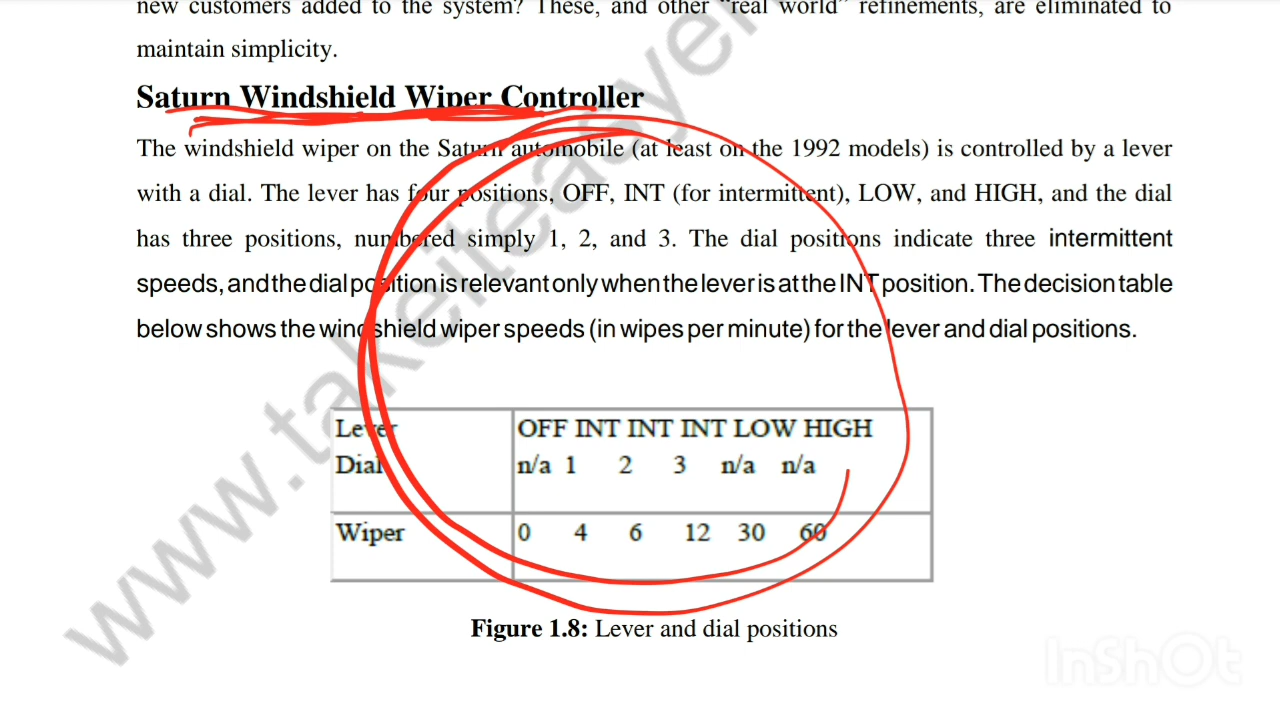 new customers added to the system? These, and other “real world” refinements, are eliminated to
maintain simplicity.
Saturn Windshield Wiper Controller
The windshield wiper on the Saturn automobile (at least on the 1992 models) is controlled by a lever
with a dial. The lever has four positions, OFF, INT (for intermittent), LOW, and HIGH, and the dial
has three positions, numbered simply 1, 2, and 3. The dial positions indicate three intermittent
speeds, and the dial position is relevant only when the lever is at the INT position. The decision table
below shows the windshield wiper speeds (in wipes per minute) for the lever and dial positions.
Lever OFF INT INT INT LOW HIGH
Dial n/a 1 2 3 n/a n/a
Wiper 0 4 6 12 30 60
Figure 1.8: Lever and dial positions
InShOt